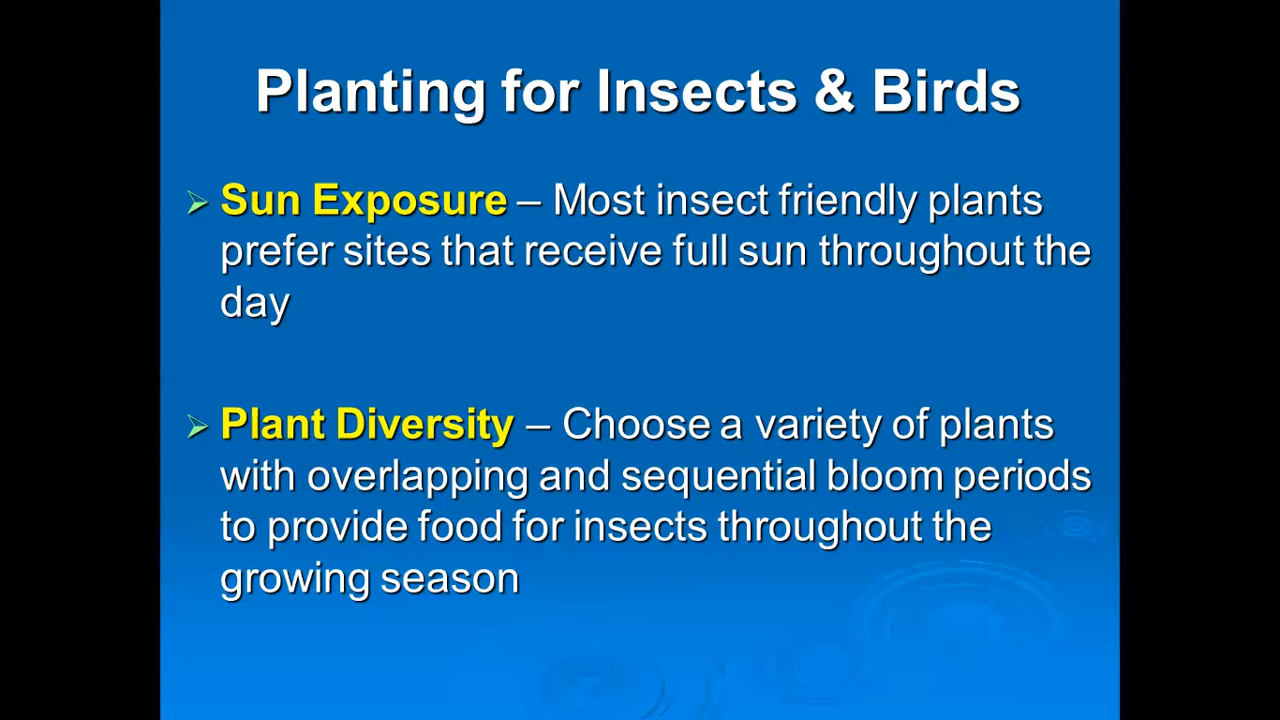 Planting for Insects & Birds
Sun Exposure – Most insect friendly plants
prefer sites that receive full sun throughout the
day
Plant Diversity – Choose a variety of plants
with overlapping and sequential bloom periods
to provide food for insects throughout the
growing season